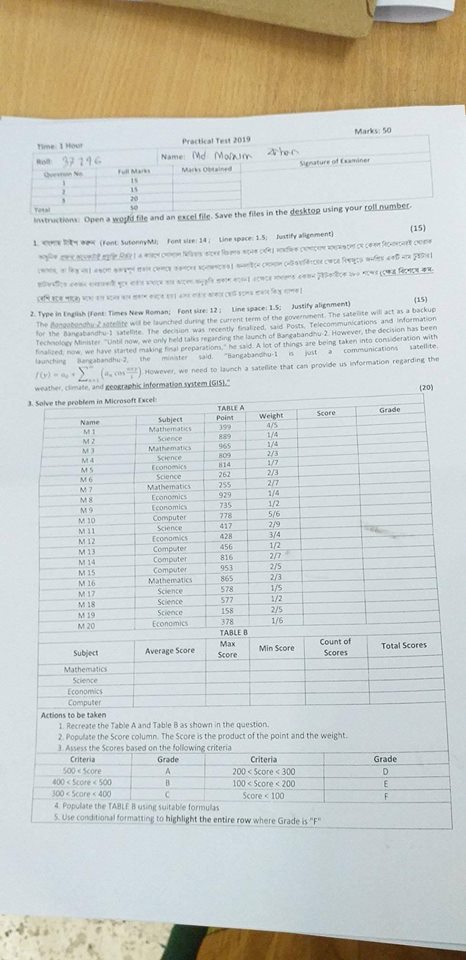 Practical Test 2019
Marks: 50
Time: 1 Hour
Roll: 37296 Name: Md. Signature of Examiner
Question No. Full Marks Marks Obtained
1 15
2 15
3 20
Total 50
Instructions: Open a word file and an excel file. Save the files in the desktop using your roll number.
(15)
1. বাংলায় টাইপ করুন (Font: SutonnyMJ; Font size: 14 ; Line space: 1.5; Justify alignment)
2. Type in English (Font: Times New Roman; Font size: 12 ; Line space: 1.5; Justify alignment) (15)
The Bangabandhu-2 satellite will be launched during the current term of the government. The satellite will act as a backup
for the Bangabandhu-1 satellite. The decision was recently finalized, said Posts, Telecommunications and Information
Technology Minister. "Until now, we only held talks regarding the launch of Bangabandhu-2. However, the decision has been
finalized; now, we have started making final preparations," he said. A lot of things are being taken into consideration with
launching Bangabandhu-2, the minister said. "Bangabandhu-1 is just a communications satellite.
However, we need to launch a satellite that can provide us information regarding the
weather, climate, and geographic information system (GIS)."
3. Solve the problem in Microsoft Excel: (20)
TABLE A
Name Subject Point Weight Score Grade
M 1 Mathematics 399 4/5
M 2 Science 889 1/4
M 3 Mathematics 965 1/4
M 4 Science 809 2/3
M 5 Economics 814 1/7
M 6 Science 262 2/3
M 7 Mathematics 255 2/7
M 8 Economics 929 1/4
M 9 Economics 735 1/2
M 10 Computer 778 5/6
M 11 Science 417 2/9
M 12 Economics 428 3/4
M 13 Computer 456 1/2
M 14 Computer 816 2/7
M 15 Computer 953 2/5
M 16 Mathematics 865 2/3
M 17 Science 578 1/5
M 18 Science 577 1/2
M 19 Science 158 2/5
M 20 Economics 378 1/6
TABLE B
Subject Average Score Max Score Min Score Count of Scores Total Scores
Mathematics
Science
Economics
Computer
Actions to be taken
1. Recreate the Table A and Table B as shown in the question.
2. Populate the Score column. The Score is the product of the point and the weight.
3. Assess the Scores based on the following criteria
Criteria Grade Criteria Grade
500 < Score A 200 < Score < 300 D
400 < Score < 500 B 100 < Score < 200 E
300 < Score < 400 C Score < 100 F
4. Populate the TABLE B using suitable formulas
5. Use conditional formatting to highlight the entire row where Grade is "F"